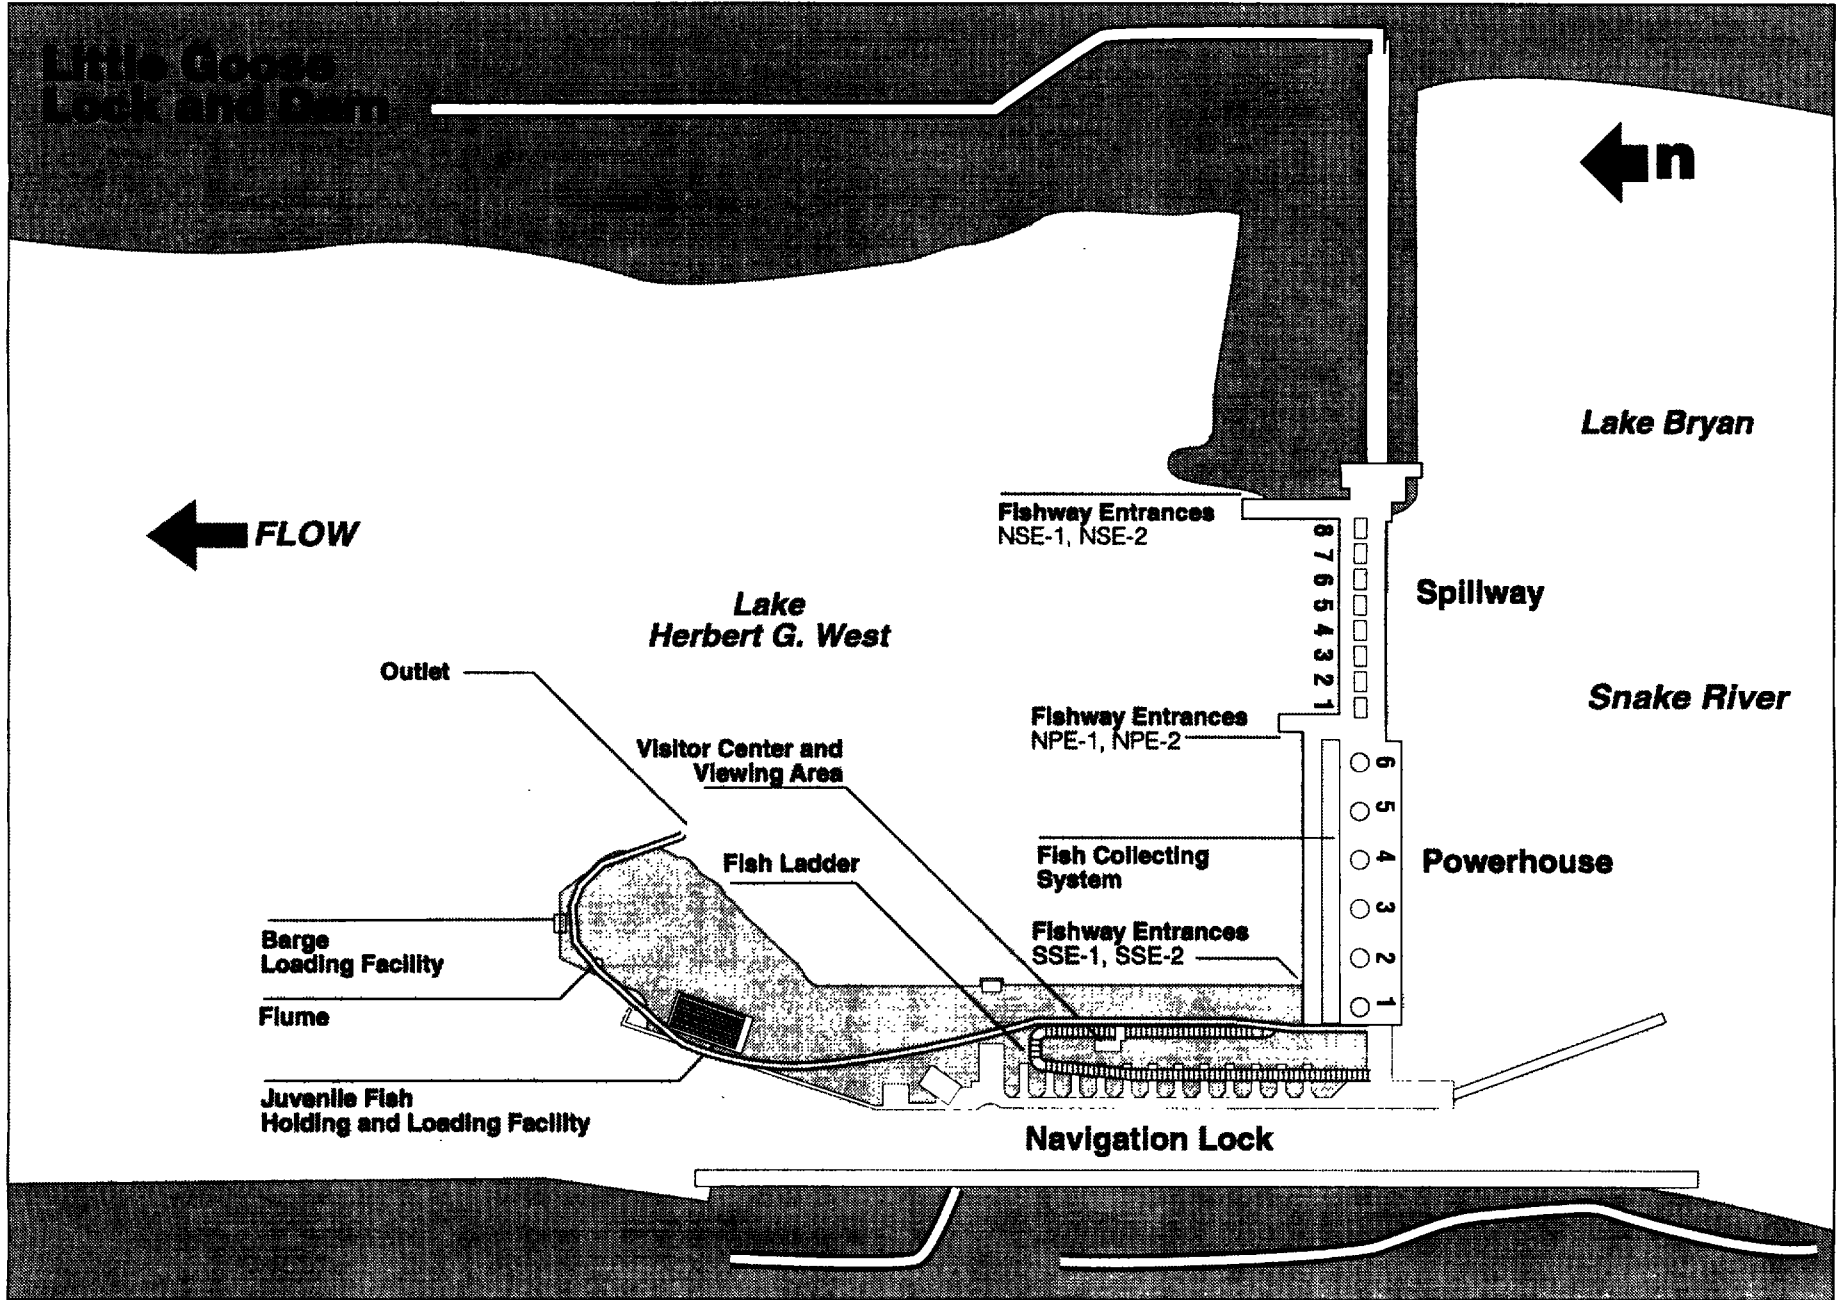 Little Goose
Lock and Dam
n
Lake Bryan
FLOW
Fishway Entrances
NSE-1, NSE-2
8
7
6
5
4
3
2
1
Spillway
Lake
Herbert G. West
Outlet
Snake River
Fishway Entrances
NPE-1, NPE-2
Visitor Center and
Viewing Area
6
5
4
3
2
1
Fish Ladder
Fish Collecting
System
Powerhouse
Fishway Entrances
SSE-1, SSE-2
Barge
Loading Facility
Flume
Juvenile Fish
Holding and Loading Facility
Navigation Lock